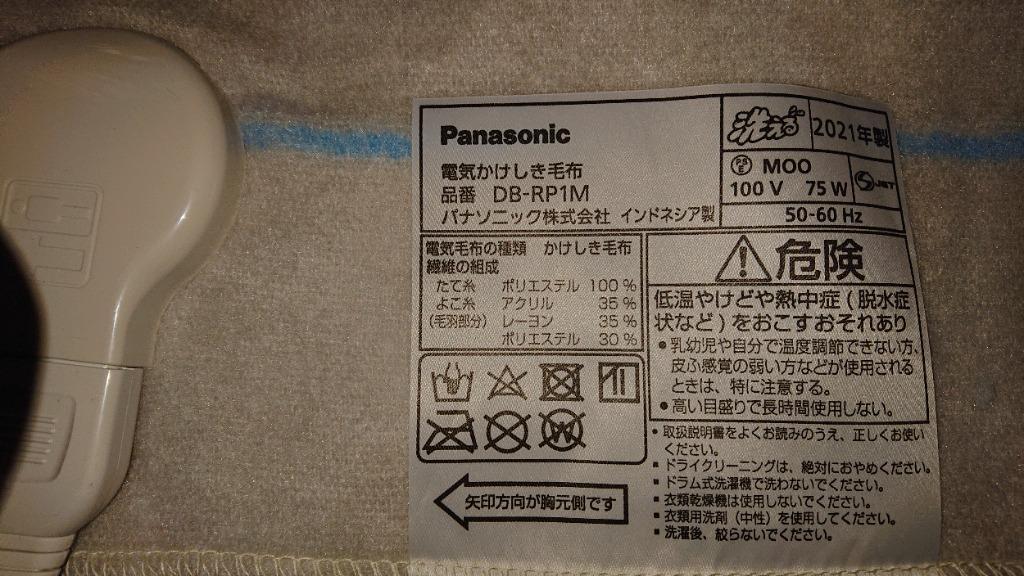 Panasonic
電気かけしき毛布
品番 DB-RP1M
パナソニック株式会社 インドネシア製
洗える
2021年製
PSE MOO
100 V 75 W
JET
50-60 Hz
電気毛布の種類 かけしき毛布
繊維の組成
たて糸 ポリエステル 100 %
よこ糸 アクリル 35 %
(毛羽部分) レーヨン 35 %
ポリエステル 30 %
危険
低温やけどや熱中症(脱水症
状など)をおこすおそれあり
●乳幼児や自分で温度調節できない方、
皮ふ感覚の弱い方などが使用される
ときは、特に注意する。
●高い目盛りで長時間使用しない。
W
矢印方向が胸元側です
▪取扱説明書をよくお読みのうえ、正しくお使い
ください。
▪ドライクリーニングは、絶対におやめください。
▪ドラム式洗濯機で洗わないでください。
▪衣類乾燥機は使用しないでください。
▪衣類用洗剤(中性)を使用してください。
▪洗濯後、絞らないでください。